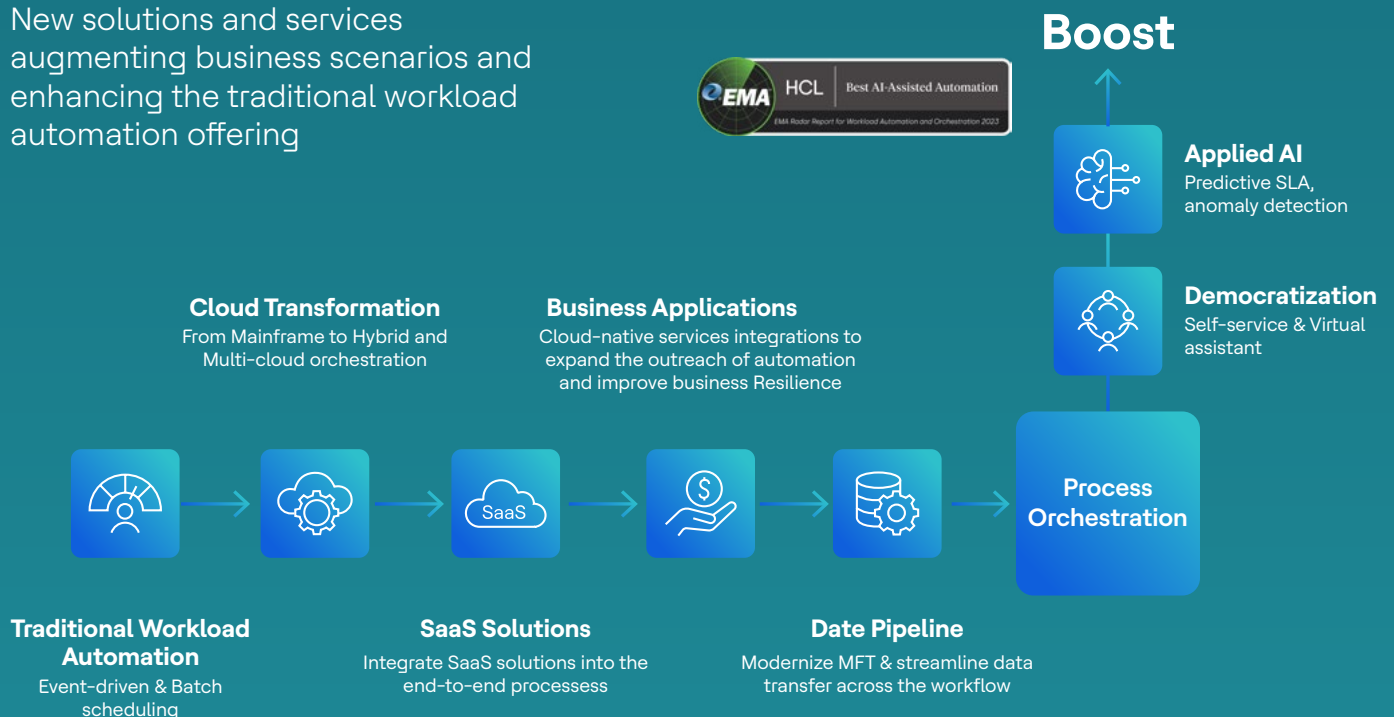 New solutions and services
augmenting business scenarios and
enhancing the traditional workload
automation offering
EMA
HCL
Best AI-Assisted Automation
EMA Radar Report for Workload Automation and Orchestration 2023
Boost
Applied AI
Predictive SLA,
anomaly detection
Democratization
Self-service & Virtual
assistant
Cloud Transformation
From Mainframe to Hybrid and
Multi-cloud orchestration
Business Applications
Cloud-native services integrations to
expand the outreach of automation
and improve business Resilience
SaaS
$
Process
Orchestration
Traditional Workload
Automation
Event-driven & Batch
scheduling
SaaS Solutions
Integrate SaaS solutions into the
end-to-end processess
Date Pipeline
Modernize MFT & streamline data
transfer across the workflow